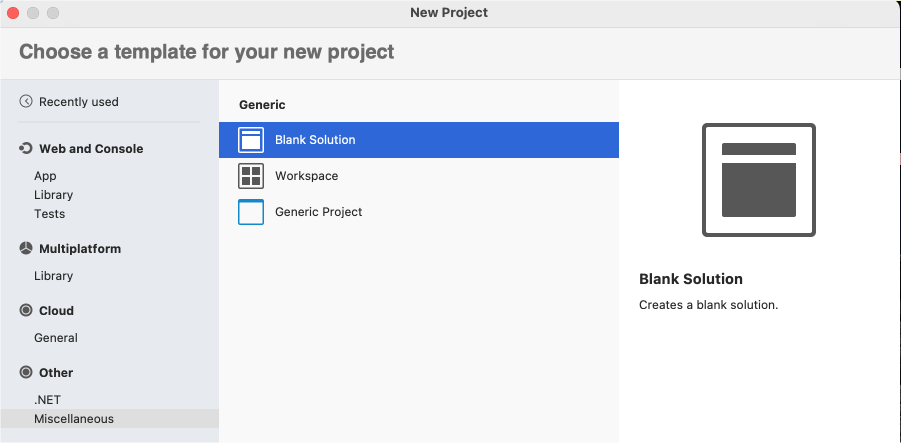 New Project
Choose a template for your new project
Recently used
Web and Console
App
Library
Tests
Multiplatform
Library
Cloud
General
Other
.NET
Miscellaneous
Generic
Blank Solution
Workspace
Generic Project
Blank Solution
Creates a blank solution.